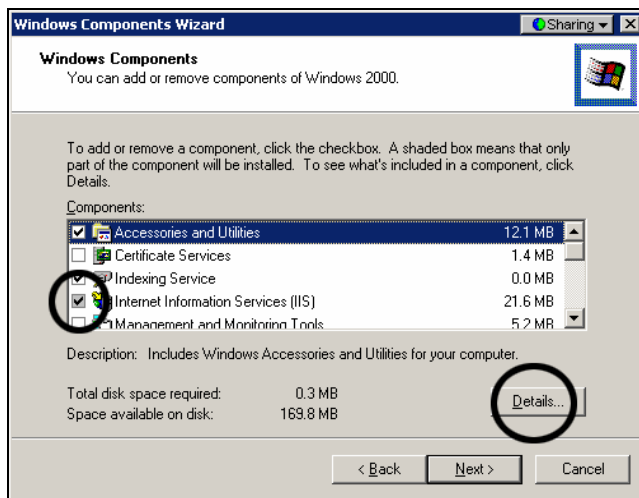 Windows Components Wizard Sharing
Windows Components
You can add or remove components of Windows 2000.
To add or remove a component, click the checkbox. A shaded box means that only
part of the component will be installed. To see what's included in a component, click
Details.
Components:
Accessories and Utilities 12.1 MB
Certificate Services 1.4 MB
Indexing Service 0.0 MB
Internet Information Services (IIS) 21.6 MB
Management and Monitoring Tools 5.2 MB
Description: Includes Windows Accessories and Utilities for your computer.
Total disk space required: 0.3 MB
Space available on disk: 169.8 MB
Details...
< Back Next > Cancel